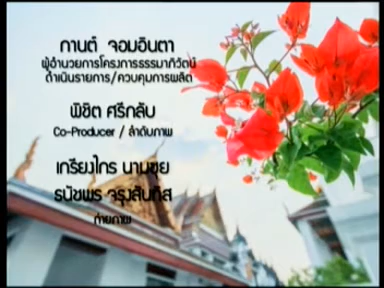 กานต์ จอมอินตา
ผู้อำนวยการโครงการธรรมาภิวัตน์
ดำเนินรายการ/ควบคุมการผลิต
พิชิต ศรีกลับ
Co-Producer / ลำดับภาพ
เกรียงไกร นามชุย
ธนัชพร จรุงสันทิส
ถ่ายภาพ